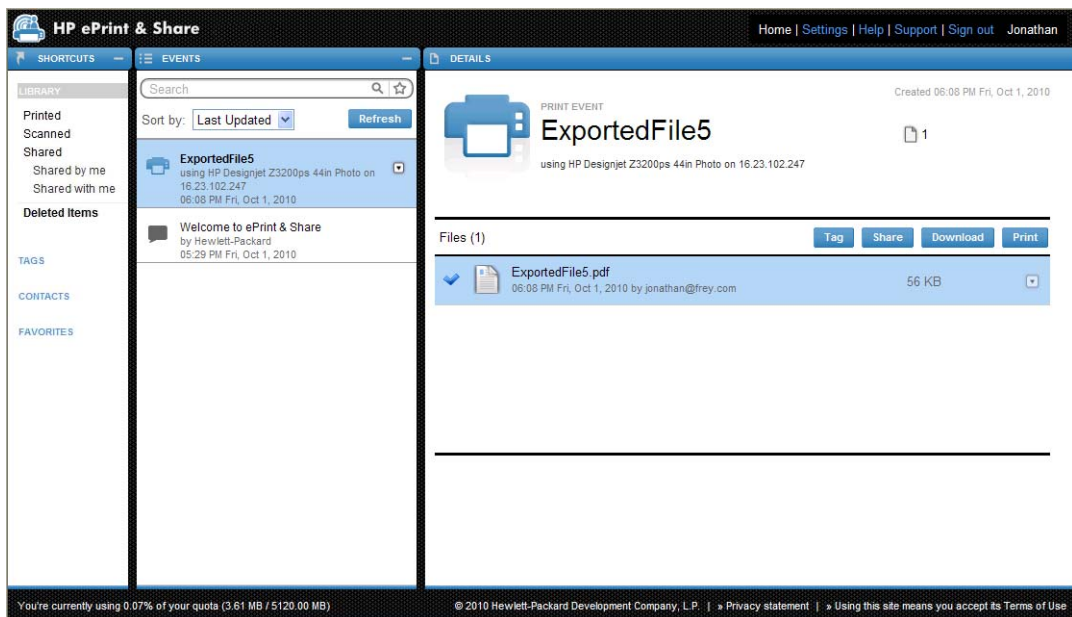 HP ePrint & Share
Home | Settings | Help | Support | Sign out Jonathan
SHORTCUTS
LIBRARY
Printed
Scanned
Shared
Shared by me
Shared with me
Deleted Items
TAGS
CONTACTS
FAVORITES
EVENTS
Search
Sort by: Last Updated Refresh
ExportedFile5
using HP Designjet Z3200ps 44in Photo on
16.23.102.247
06:08 PM Fri, Oct 1, 2010
Welcome to ePrint & Share
by Hewlett-Packard
05:29 PM Fri, Oct 1, 2010
DETAILS
Created 06:08 PM Fri, Oct 1, 2010
PRINT EVENT
ExportedFile5
1
using HP Designjet Z3200ps 44in Photo on 16.23.102.247
Files (1) Tag Share Download Print
ExportedFile5.pdf
06:08 PM Fri, Oct 1, 2010 by jonathan@frey.com
56 KB
You're currently using 0.07% of your quota (3.61 MB / 5120.00 MB)
© 2010 Hewlett-Packard Development Company, L.P. | » Privacy statement | » Using this site means you accept its Terms of Use